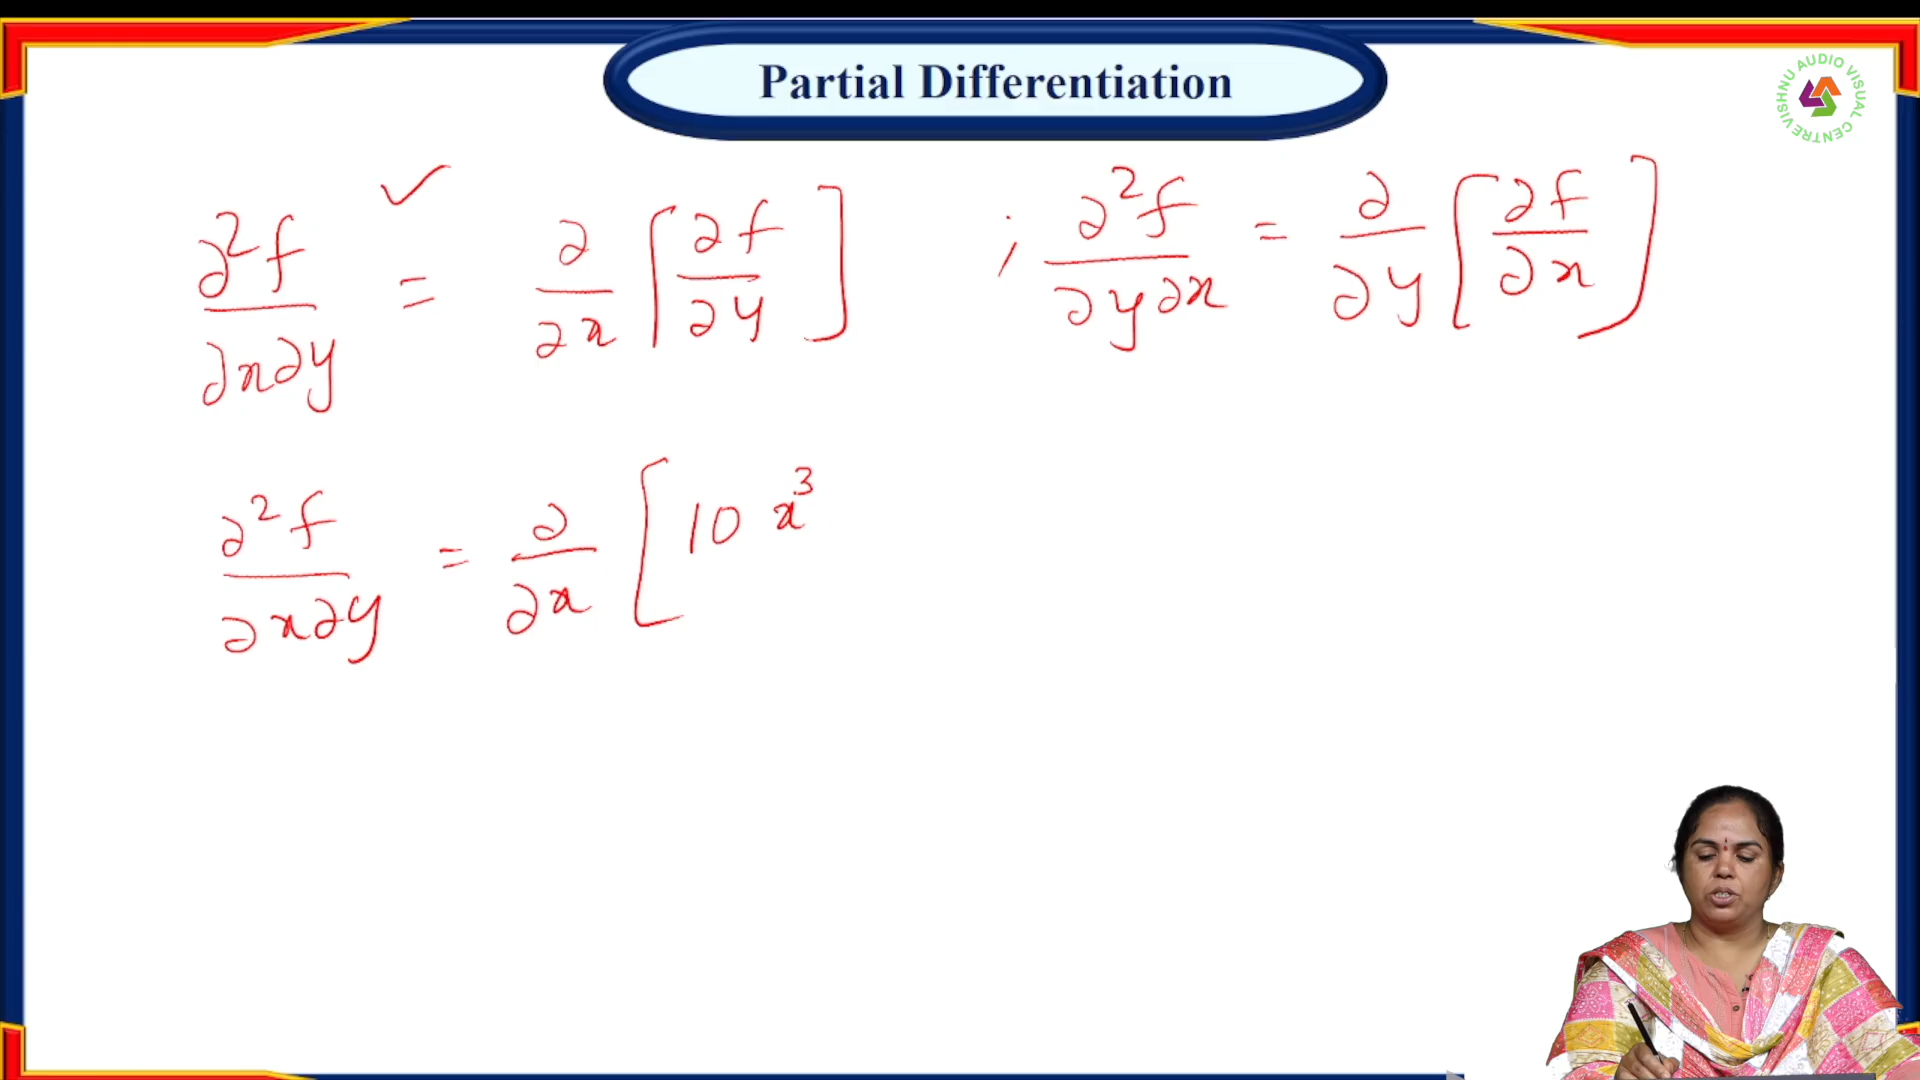 Partial Differentiation
VISHNU AUDIO VISUAL CENTRE
∂²f/∂x∂y = ∂/∂x [∂f/∂y] ; ∂²f/∂y∂x = ∂/∂y [∂f/∂x]
∂²f/∂x∂y = ∂/∂x [10 x³